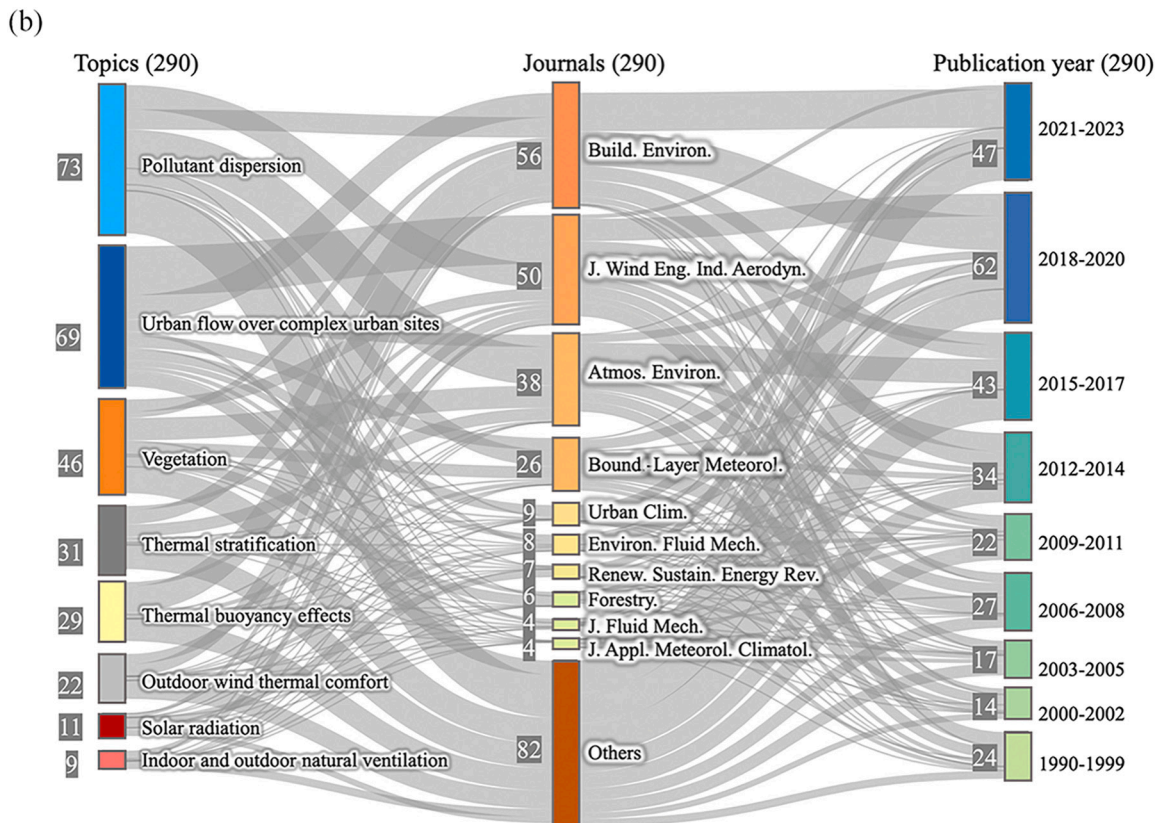 (b)
Topics (290)
Journals (290)
Publication year (290)
73
Pollutant dispersion
69
Urban flow over complex urban sites
46
Vegetation
31
Thermal stratification
29
Thermal buoyancy effects
22
Outdoor wind thermal comfort
11
Solar radiation
9
Indoor and outdoor natural ventilation
56
Build. Environ.
50
J. Wind Eng. Ind. Aerodyn.
38
Atmos. Environ.
26
Bound.-Layer Meteorol.
9
Urban Clim.
8
Environ. Fluid Mech.
7
Renew. Sustain. Energy Rev.
6
Forestry.
4
J. Fluid Mech.
4
J. Appl. Meteorol. Climatol.
82
Others
47
2021-2023
62
2018-2020
43
2015-2017
34
2012-2014
22
2009-2011
27
2006-2008
17
2003-2005
14
2000-2002
24
1990-1999